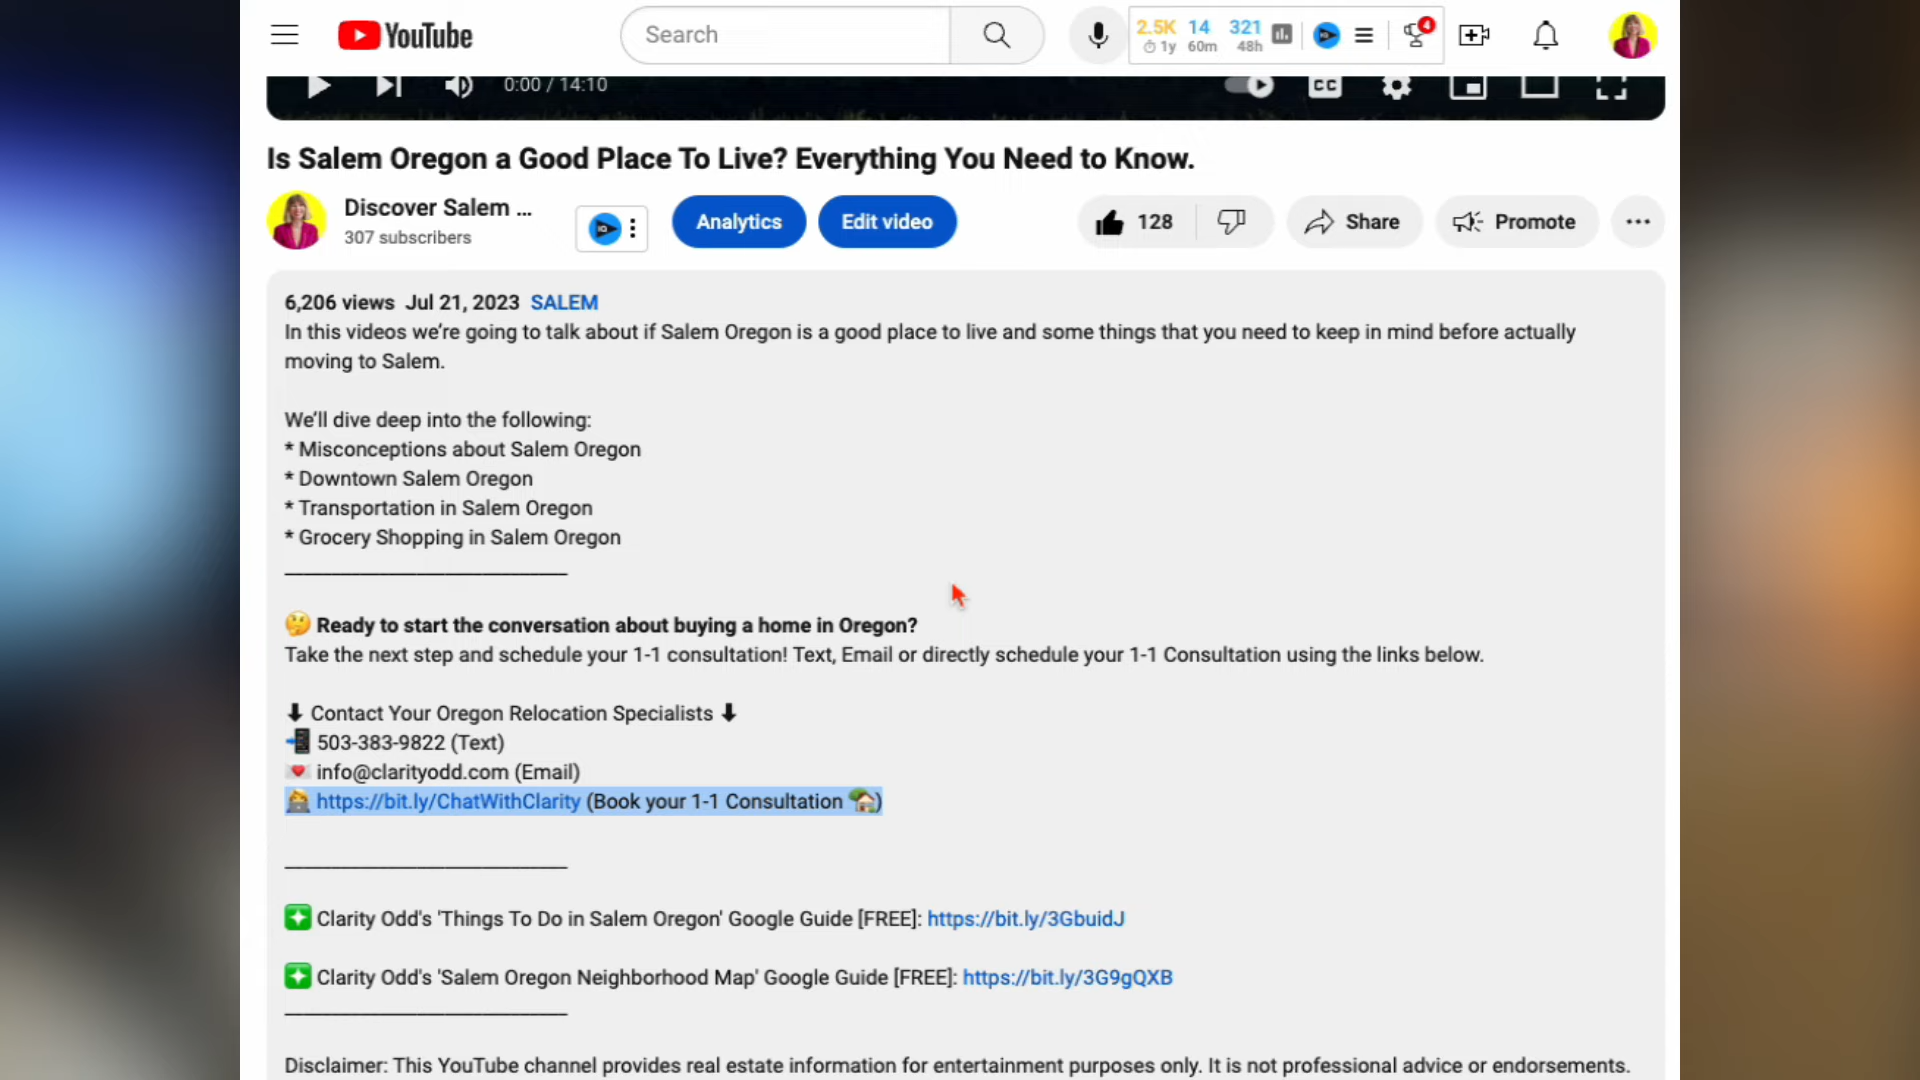 YouTube
Search
2.5K 14 321
1y 60m 48h
4
0:00 / 14:10
CC
Is Salem Oregon a Good Place To Live? Everything You Need to Know.
Discover Salem ...
307 subscribers
IQ
Analytics
Edit video
128
Share
Promote
6,206 views Jul 21, 2023 SALEM
In this videos we're going to talk about if Salem Oregon is a good place to live and some things that you need to keep in mind before actually
moving to Salem.
We'll dive deep into the following:
* Misconceptions about Salem Oregon
* Downtown Salem Oregon
* Transportation in Salem Oregon
* Grocery Shopping in Salem Oregon
🤔 Ready to start the conversation about buying a home in Oregon?
Take the next step and schedule your 1-1 consultation! Text, Email or directly schedule your 1-1 Consultation using the links below.
⬇ Contact Your Oregon Relocation Specialists ⬇
📲 503-383-9822 (Text)
💌 info@clarityodd.com (Email)
👩‍💻 https://bit.ly/ChatWithClarity (Book your 1-1 Consultation 🏡)
❇️ Clarity Odd's 'Things To Do in Salem Oregon' Google Guide [FREE]: https://bit.ly/3GbuidJ
❇️ Clarity Odd's 'Salem Oregon Neighborhood Map' Google Guide [FREE]: https://bit.ly/3G9gQXB
Disclaimer: This YouTube channel provides real estate information for entertainment purposes only. It is not professional advice or endorsements.